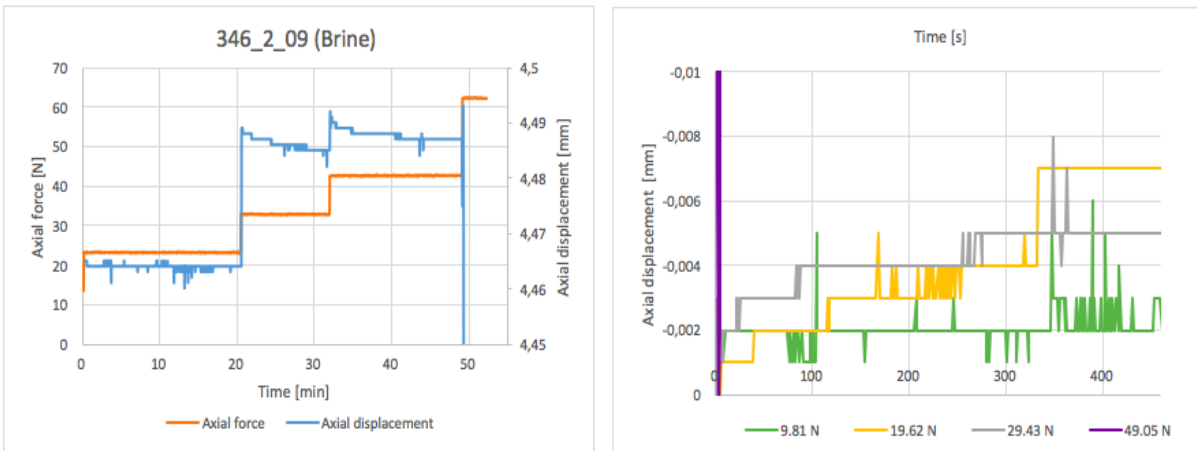 346_2_09 (Brine)
Axial force [N]
70
60
50
40
30
20
10
0
0 10 20 30 40 50
Time [min]
4,5
4,49
4,48
4,47
4,46
4,45
Axial displacement [mm]
Axial force Axial displacement
Time [s]
Axial displacement [mm]
-0,01
-0,008
-0,006
-0,004
-0,002
0
0 100 200 300 400
9.81 N 19.62 N 29.43 N 49.05 N